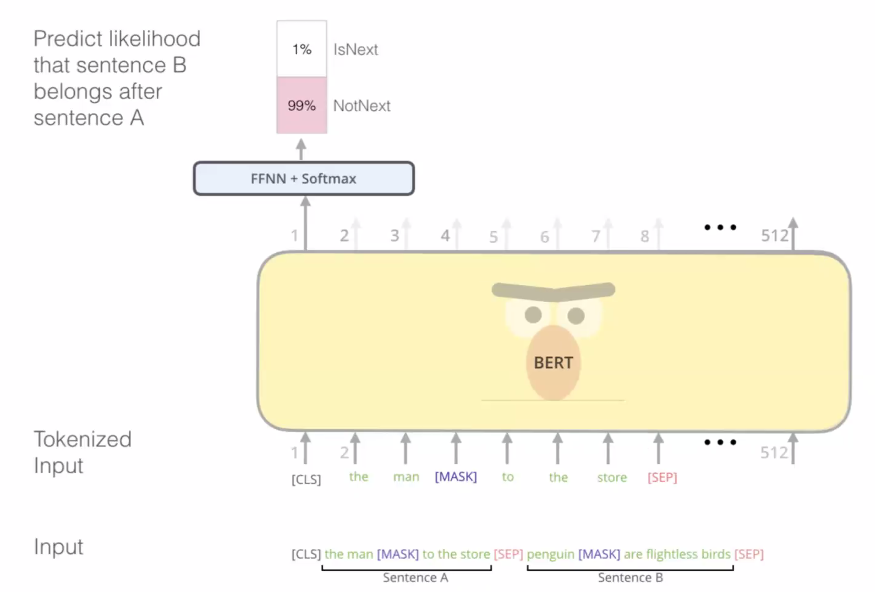 Predict likelihood
that sentence B
belongs after
sentence A
1% IsNext
99% NotNext
FFNN + Softmax
1 2 3 4 5 6 7 8 ••• 512
BERT
Tokenized
Input
1 2 ••• 512
[CLS] the man [MASK] to the store [SEP]
Input
[CLS] the man [MASK] to the store [SEP] penguin [MASK] are flightless birds [SEP]
Sentence A Sentence B